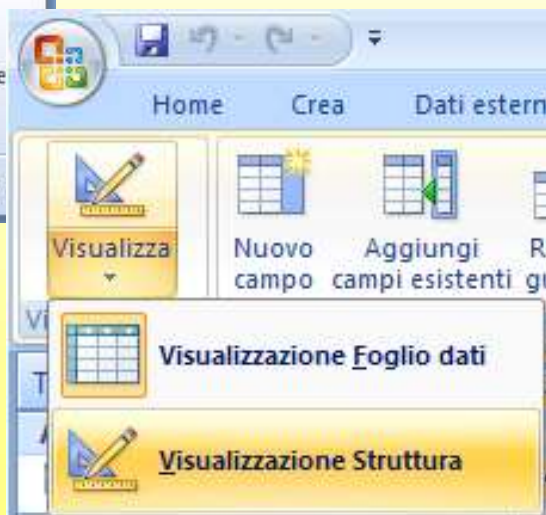 Home Crea Dati estern
Visualizza
Nuovo campo
Aggiungi campi esistenti
Visualizzazione Foglio dati
Visualizzazione Struttura